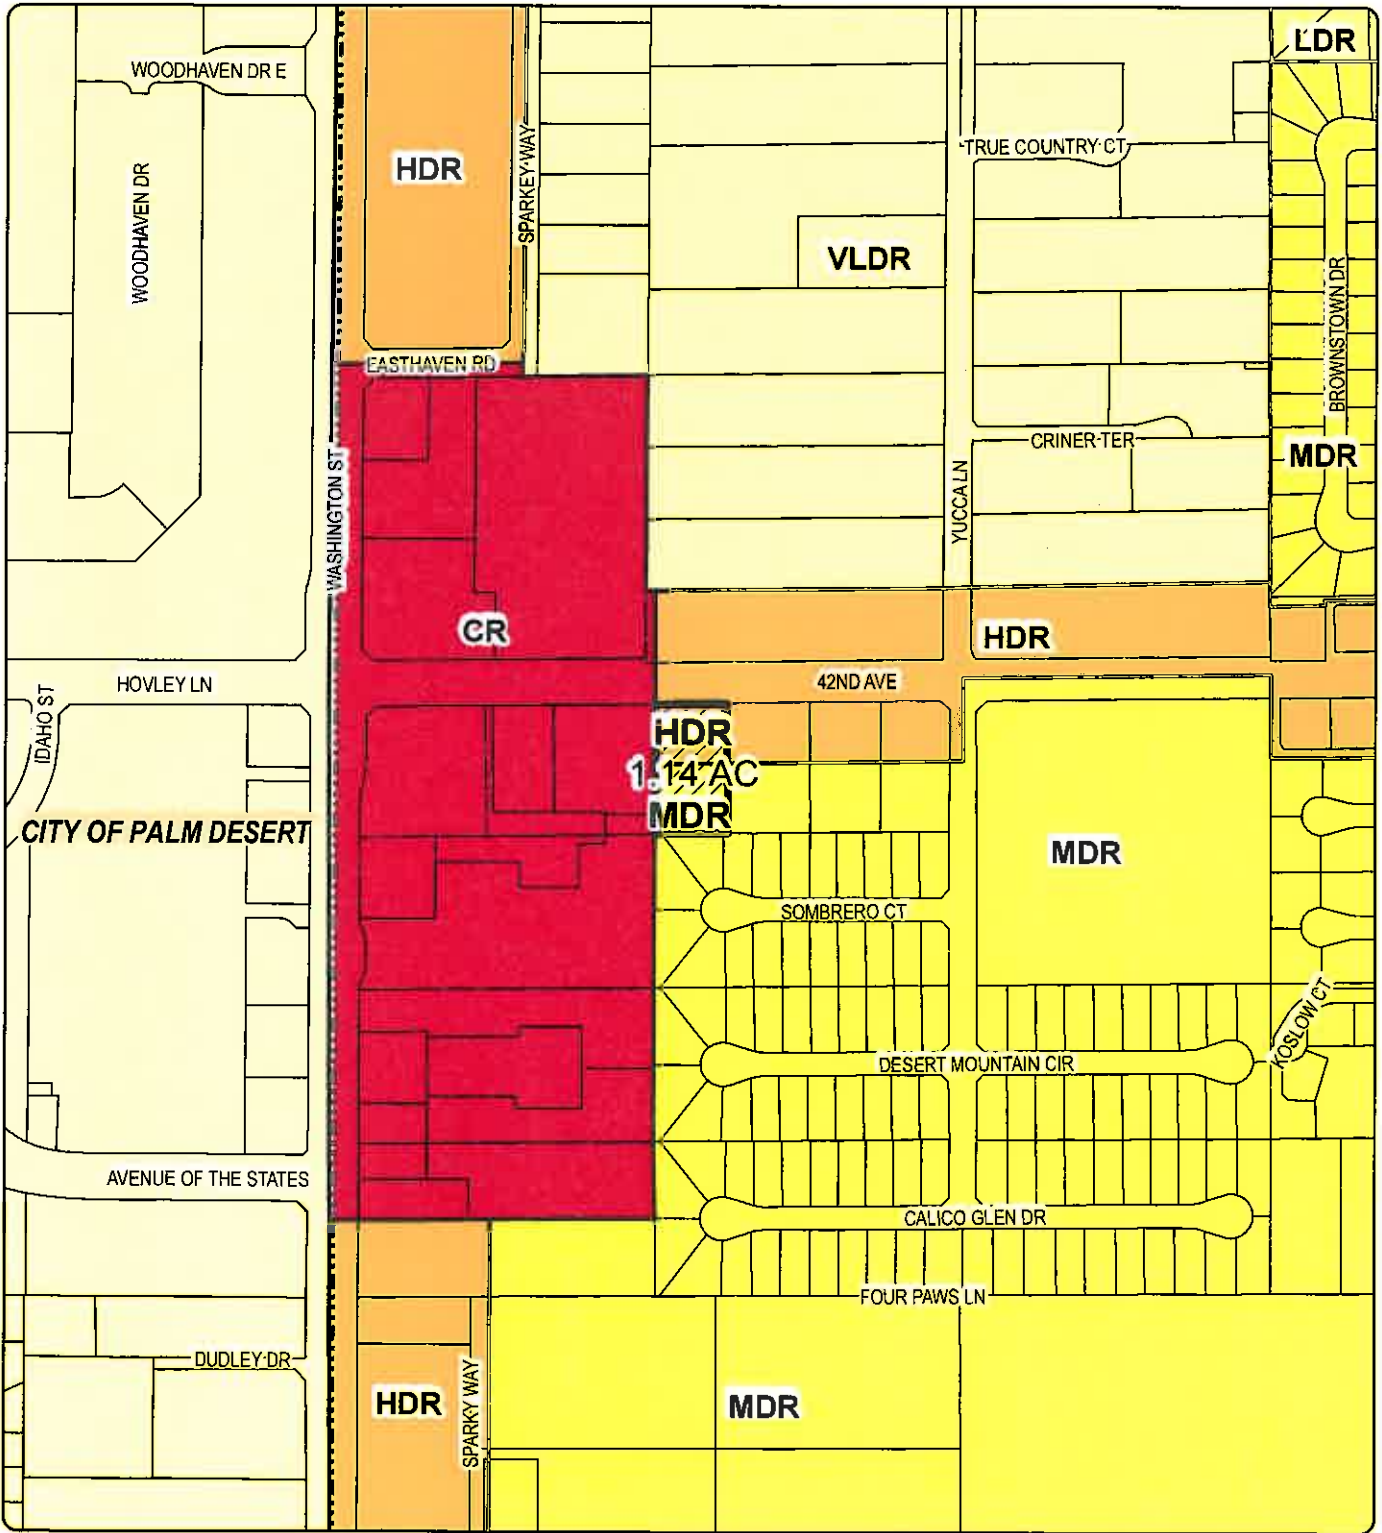 LDR
WOODHAVEN DR E
HDR
SPARKEY WAY
TRUE COUNTRY CT
WOODHAVEN DR
VLDR
BROWNSTOWN DR
EASTHAVEN RD
CRINER TER
MDR
WASHINGTON ST
YUCCA LN
CR
HDR
HOVLEY LN
42ND AVE
IDAHO ST
HDR
1.14 AC
MDR
CITY OF PALM DESERT
MDR
SOMBRERO CT
KOSLOW CT
DESERT MOUNTAIN CIR
AVENUE OF THE STATES
CALICO GLEN DR
FOUR PAWS LN
DUDLEY DR
HDR
SPARKY WAY
MDR